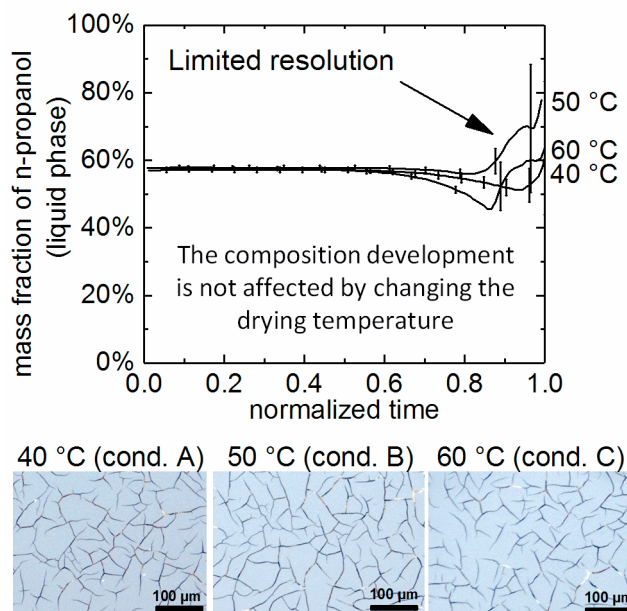 100%
80%
60%
40%
20%
0%
mass fraction of n-propanol
(liquid phase)
Limited resolution
50 °C
60 °C
40 °C
The composition development
is not affected by changing the
drying temperature
0.0 0.2 0.4 0.6 0.8 1.0
normalized time
40 °C (cond. A) 50 °C (cond. B) 60 °C (cond. C)
100 µm 100 µm 100 µm